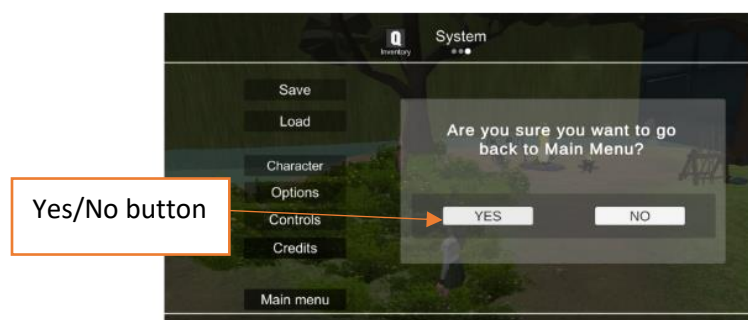 Q
Inventory
System
Save
Load
Character
Options
Controls
Credits
Main menu
Are you sure you want to go
back to Main Menu?
YES
NO
Yes/No button